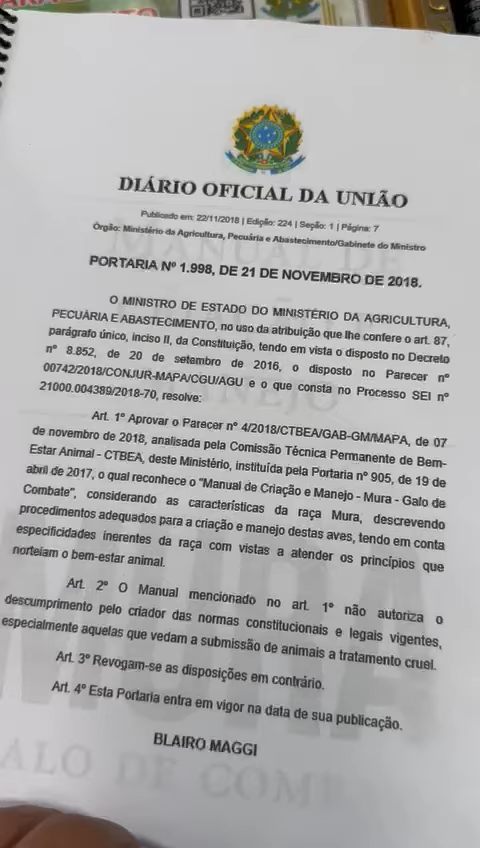 DIÁRIO OFICIAL DA UNIÃO
Publicado em: 22/11/2018 | Edição: 224 | Seção: 1 | Página: 7
Órgão: Ministério da Agricultura, Pecuária e Abastecimento/Gabinete do Ministro
PORTARIA Nº 1.998, DE 21 DE NOVEMBRO DE 2018.
O MINISTRO DE ESTADO DO MINISTÉRIO DA AGRICULTURA,
PECUÁRIA E ABASTECIMENTO, no uso da atribuição que lhe confere o art. 87,
parágrafo único, inciso II, da Constituição, tendo em vista o disposto no Decreto
nº 8.852, de 20 de setembro de 2016, o disposto no Parecer nº
00742/2018/CONJUR-MAPA/CGU/AGU e o que consta no Processo SEI nº
21000.004389/2018-70, resolve:
Art. 1º Aprovar o Parecer nº 4/2018/CTBEA/GAB-GM/MAPA, de 07
de novembro de 2018, analisada pela Comissão Técnica Permanente de Bem-
Estar Animal - CTBEA, deste Ministério, instituída pela Portaria nº 905, de 19 de
abril de 2017, o qual reconhece o "Manual de Criação e Manejo - Mura - Galo de
Combate", considerando as características da raça Mura, descrevendo
procedimentos adequados para a criação e manejo destas aves, tendo em conta
especificidades inerentes da raça com vistas a atender os princípios que
norteiam o bem-estar animal.
Art. 2º O Manual mencionado no art. 1º não autoriza o
descumprimento pelo criador das normas constitucionais e legais vigentes,
especialmente aquelas que vedam a submissão de animais a tratamento cruel.
Art. 3º Revogam-se as disposições em contrário.
Art. 4º Esta Portaria entra em vigor na data de sua publicação.
BLAIRO MAGGI